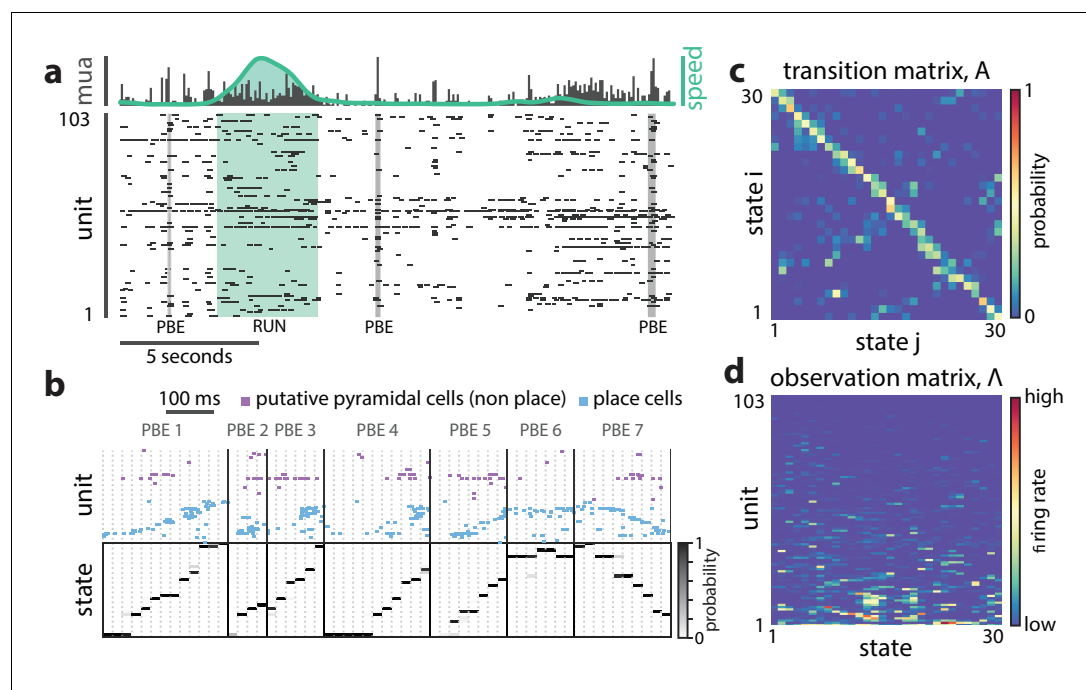 a
mua
speed
103
unit
1
PBE
RUN
PBE
PBE
5 seconds
b
100 ms
putative pyramidal cells (non place)
place cells
PBE 1
PBE 2
PBE 3
PBE 4
PBE 5
PBE 6
PBE 7
unit
state
1
probability
0
c
transition matrix, A
30
state i
1
1
30
state j
1
probability
0
d
observation matrix, Λ
103
unit
1
1
30
state
high
firing rate
low